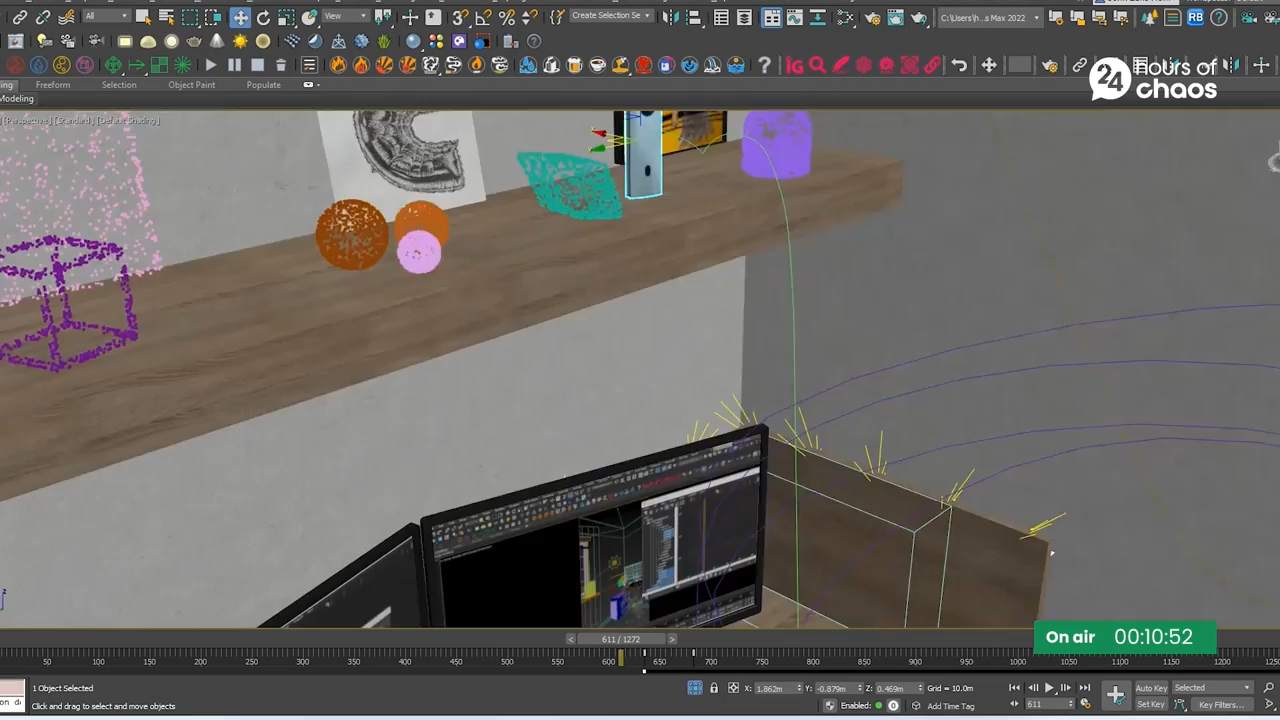 All
View
Create Selection Se
C:\Users\h...s Max 2022
RB
24 Hours of
chaos
Freeform
Selection
Object Paint
Populate
Modeling
[Perspective] [Standard] [Default Shading]
611 / 1272
On air 00:10:52
50 100 150 200 250 300 350 400 450 500 550 600 650 700 750 800 850 900 950 1000 1050 1100 1150 1200 1250
1 Object Selected
Click and drag to select and move objects
X: 1.862m Y: -0.879m Z: 0.469m Grid = 10.0m
Enabled: 0 Add Time Tag
611
Auto Key Selected
Set Key Key Filters...